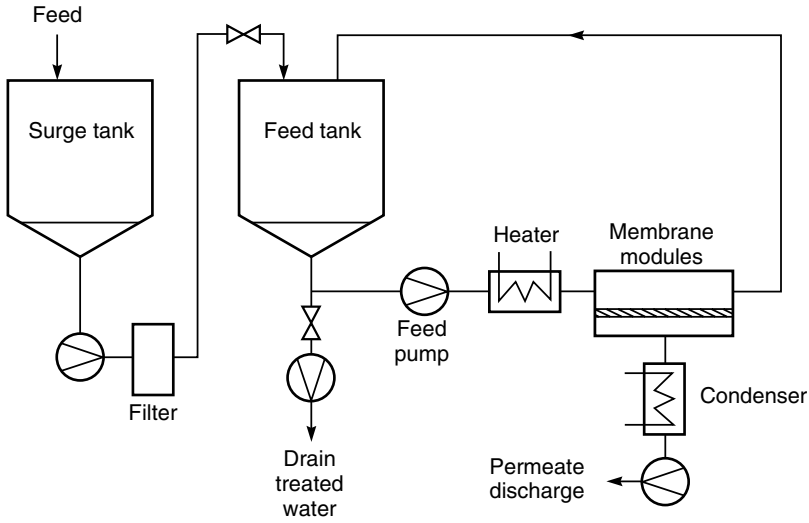 Feed
Surge tank
Feed tank
Heater
Membrane
modules
Feed
pump
Filter
Condenser
Drain
treated
water
Permeate
discharge